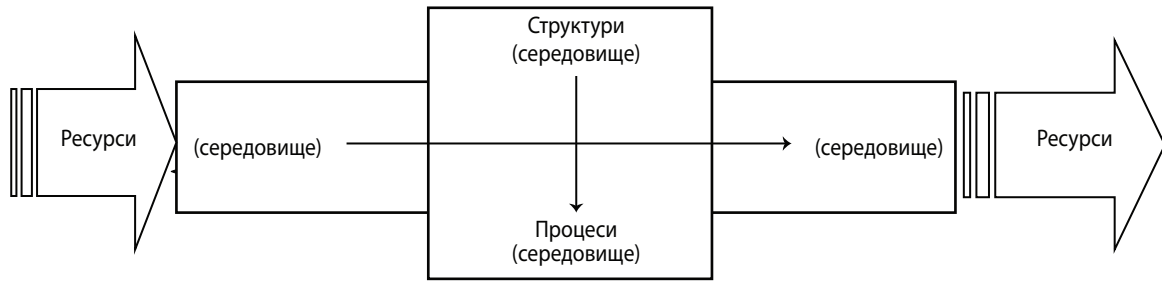 Структури
(середовище)
Ресурси
(середовище)
(середовище)
Ресурси
Процеси
(середовище)